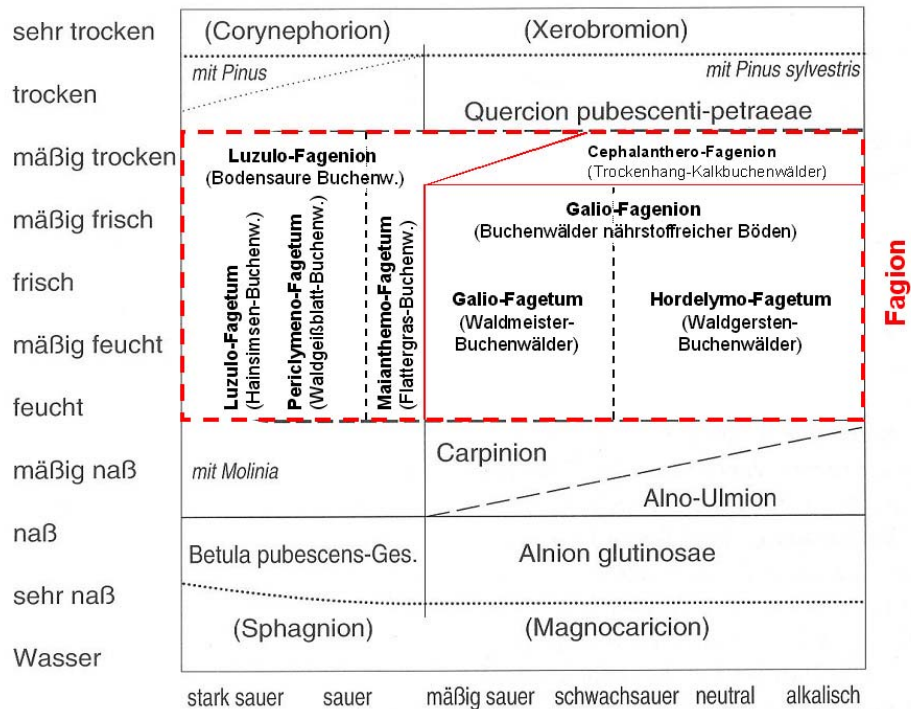 sehr trocken
(Corynephorion)
(Xerobromion)
mit Pinus
mit Pinus sylvestris
trocken
Quercion pubescenti-petraeae
mäßig trocken
Luzulo-Fagenion
(Bodensaure Buchenw.)
Cephalanthero-Fagenion
(Trockenhang-Kalkbuchenwälder)
mäßig frisch
Galio-Fagenion
(Buchenwälder nährstoffreicher Böden)
frisch
Luzulo-Fagetum
(Hainsimsen-Buchenw.)
Periclymeno-Fagetum
(Waldgeißblatt-Buchenw.)
Maianthemo-Fagetum
(Flattergras-Buchenw.)
Galio-Fagetum
(Waldmeister-
Buchenwälder)
Hordelymo-Fagetum
(Waldgersten-
Buchenwälder)
Fagion
mäßig feucht
feucht
mäßig naß
mit Molinia
Carpinion
Alno-Ulmion
naß
Betula pubescens-Ges.
Alnion glutinosae
sehr naß
(Sphagnion)
(Magnocaricion)
Wasser
stark sauer
sauer
mäßig sauer
schwachsauer
neutral
alkalisch